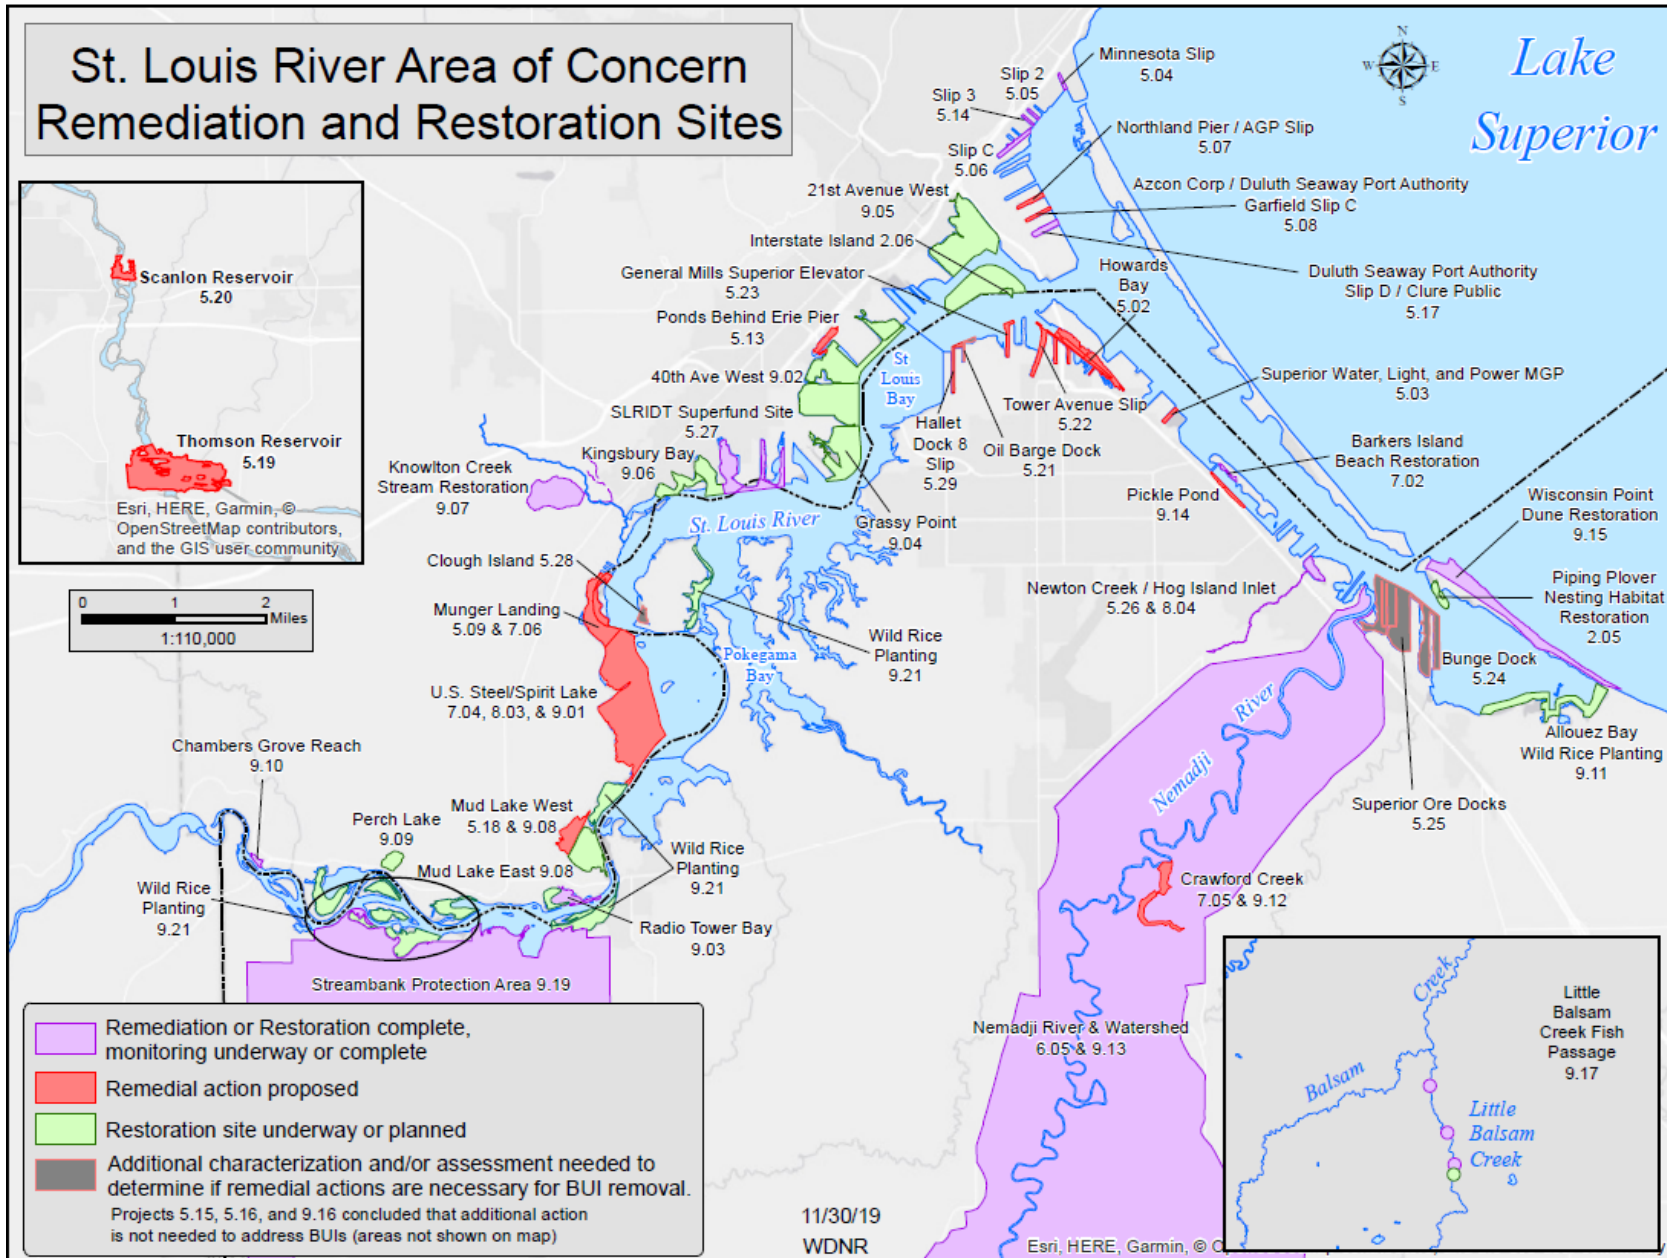 St. Louis River Area of Concern
Remediation and Restoration Sites
Lake
Superior
N
W
E
S
Minnesota Slip
5.04
Slip 2
5.05
Slip 3
5.14
Northland Pier / AGP Slip
5.07
Slip C
5.06
Azcon Corp / Duluth Seaway Port Authority
Garfield Slip C
5.08
21st Avenue West
9.05
Interstate Island 2.06
General Mills Superior Elevator
5.23
Howards
Bay
5.02
Duluth Seaway Port Authority
Slip D / Clure Public
5.17
Ponds Behind Erie Pier
5.13
St
Louis
Bay
40th Ave West 9.02
Superior Water, Light, and Power MGP
5.03
SLRIDT Superfund Site
5.27
Tower Avenue Slip
5.22
Hallet
Dock 8
Slip
5.29
Oil Barge Dock
5.21
Kingsbury Bay
9.06
Barkers Island
Beach Restoration
7.02
Knowlton Creek
Stream Restoration
9.07
Pickle Pond
9.14
Wisconsin Point
Dune Restoration
9.15
St. Louis River
Grassy Point
9.04
Clough Island 5.28
Newton Creek / Hog Island Inlet
5.26 & 8.04
Piping Plover
Nesting Habitat
Restoration
2.05
Munger Landing
5.09 & 7.06
Wild Rice
Planting
9.21
Pokegama
Bay
Bunge Dock
5.24
U.S. Steel/Spirit Lake
7.04, 8.03, & 9.01
Nemadji
River
Allouez Bay
Wild Rice Planting
9.11
Chambers Grove Reach
9.10
Superior Ore Docks
5.25
Mud Lake West
5.18 & 9.08
Perch Lake
9.09
Mud Lake East 9.08
Wild Rice
Planting
9.21
Wild Rice
Planting
9.21
Crawford Creek
7.05 & 9.12
Radio Tower Bay
9.03
Streambank Protection Area 9.19
Nemadji River & Watershed
6.05 & 9.13
Scanlon Reservoir
5.20
Thomson Reservoir
5.19
Esri, HERE, Garmin, ©
OpenStreetMap contributors,
and the GIS user community
0 1 2
Miles
1:110,000
Remediation or Restoration complete,
monitoring underway or complete
Remedial action proposed
Restoration site underway or planned
Additional characterization and/or assessment needed to
determine if remedial actions are necessary for BUI removal.
Projects 5.15, 5.16, and 9.16 concluded that additional action
is not needed to address BUIs (areas not shown on map)
11/30/19
WDNR
Creek
Balsam
Little
Balsam
Creek Fish
Passage
9.17
Little
Balsam
Creek
Esri, HERE, Garmin, ©